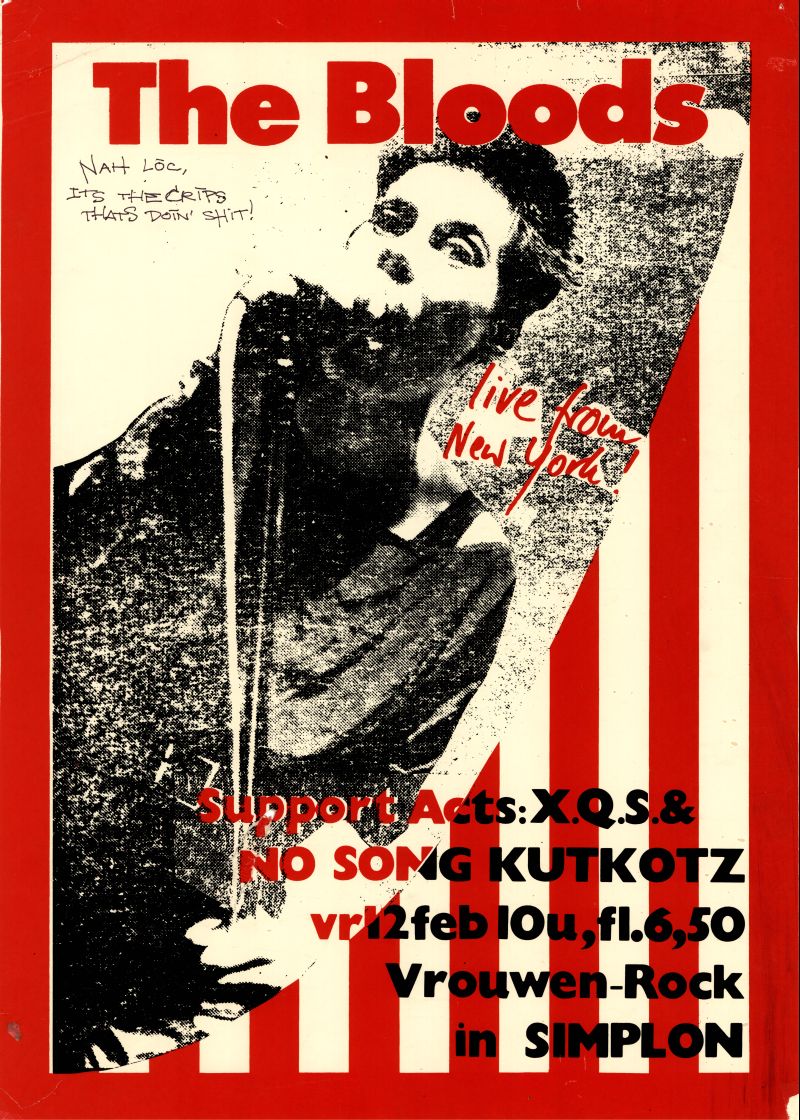 The Bloods
NAH LŌC,
ITS THE CRIPS
THATS DOIN' SHIT!
live from
New York!
Support Acts: X.Q.S.&
NO SONG KUTKOTZ
vr12feb 10u,fl.6,50
Vrouwen-Rock
in SIMPLON